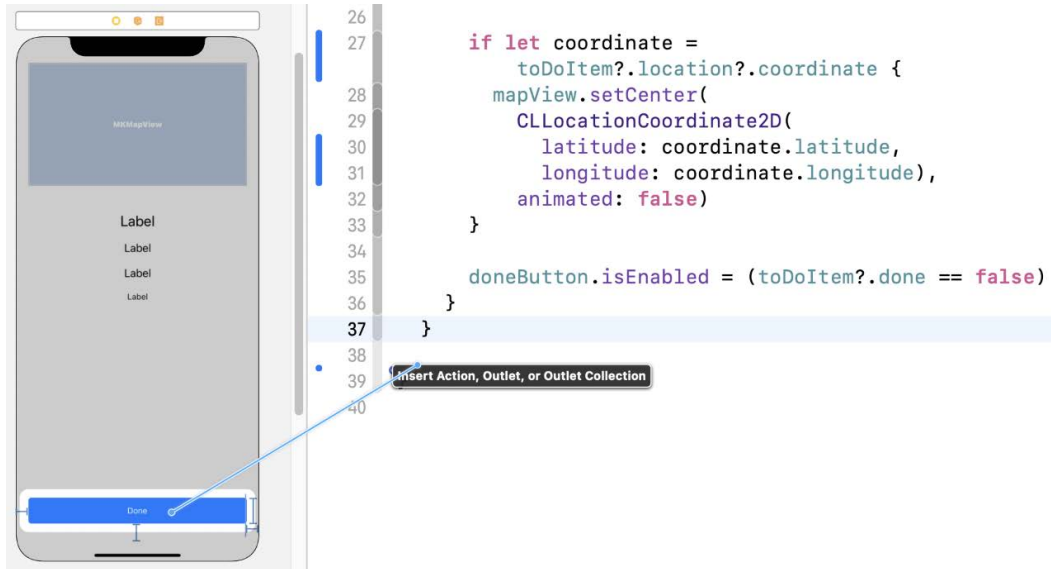 MKMapView
Label
Label
Label
Label
Done
26
27 if let coordinate =
toDoItem?.location?.coordinate {
28 mapView.setCenter(
29 CLLocationCoordinate2D(
30 latitude: coordinate.latitude,
31 longitude: coordinate.longitude),
32 animated: false)
33 }
34
35 doneButton.isEnabled = (toDoItem?.done == false)
36 }
37 }
38
39 Insert Action, Outlet, or Outlet Collection
40